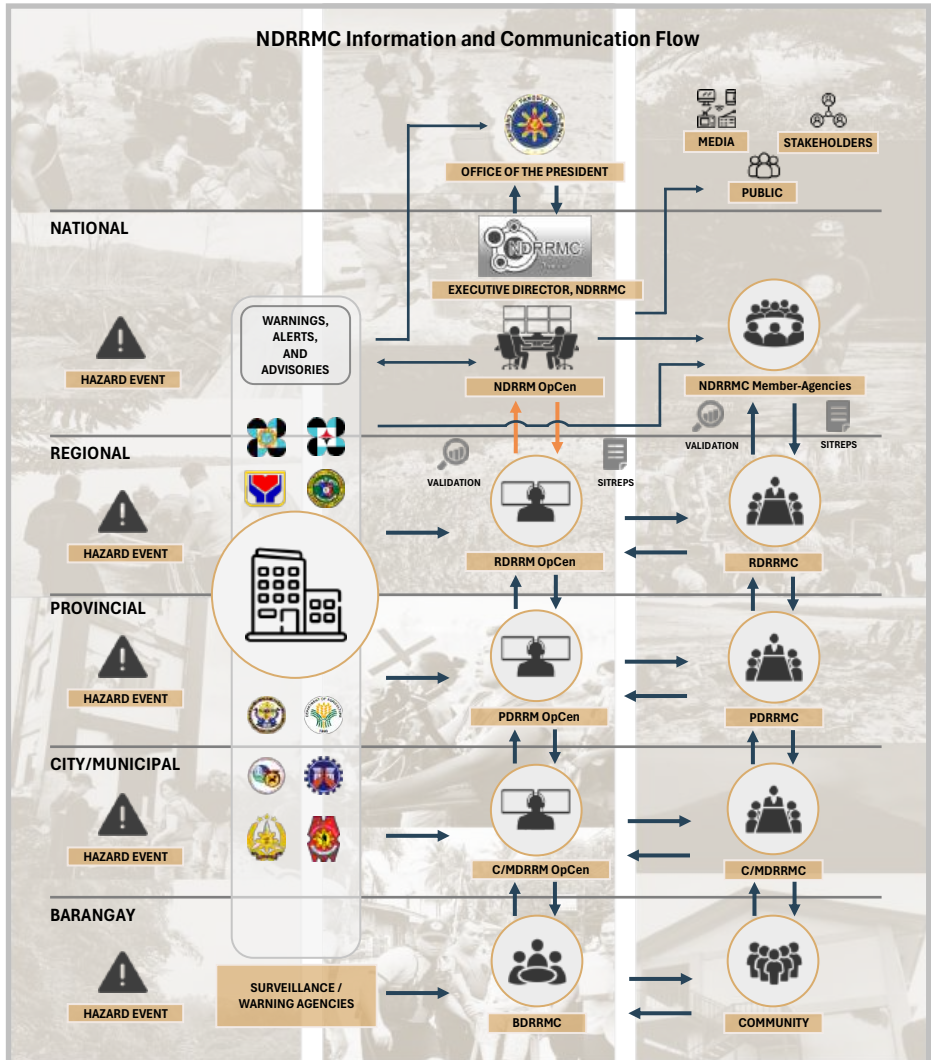 NDRRMC Information and Communication Flow
MEDIA
STAKEHOLDERS
OFFICE OF THE PRESIDENT
PUBLIC
NATIONAL
NDRRMC
EXECUTIVE DIRECTOR, NDRRMC
WARNINGS,
ALERTS,
AND
ADVISORIES
HAZARD EVENT
NDRRM OpCen
NDRRMC Member-Agencies
VALIDATION
SITREPS
REGIONAL
VALIDATION
SITREPS
HAZARD EVENT
RDRRM OpCen
RDRRMC
PROVINCIAL
HAZARD EVENT
PDRRM OpCen
PDRRMC
CITY/MUNICIPAL
HAZARD EVENT
C/MDRRM OpCen
C/MDRRMC
BARANGAY
SURVEILLANCE /
WARNING AGENCIES
HAZARD EVENT
BDRRMC
COMMUNITY